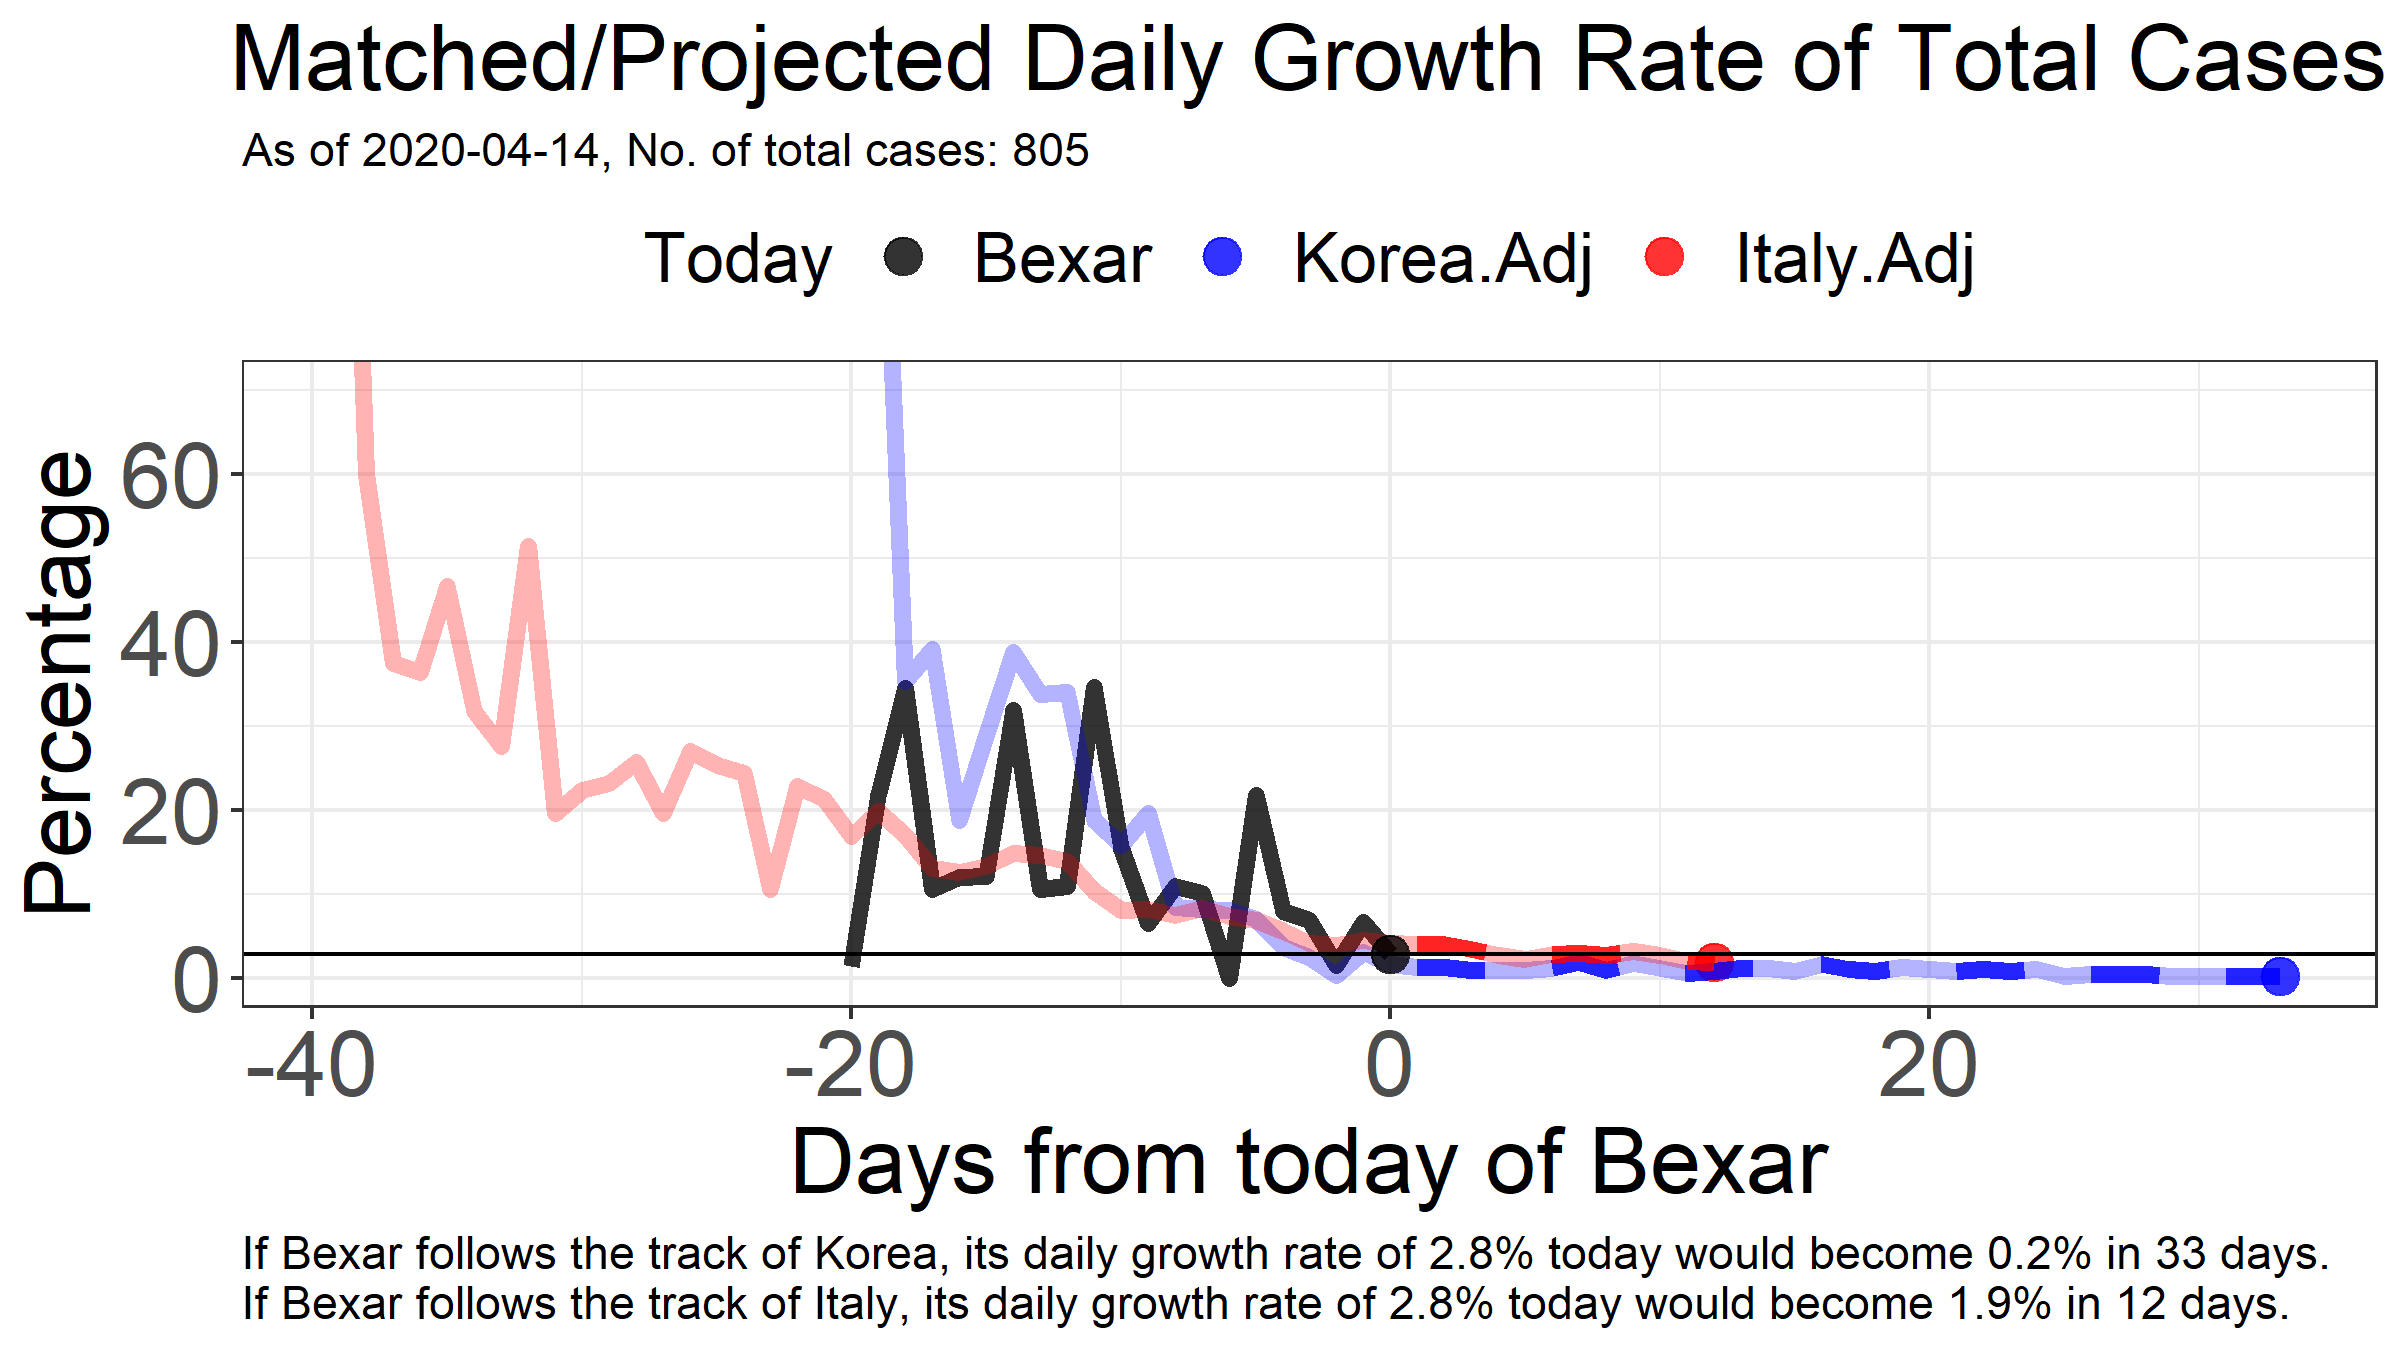 Matched/Projected Daily Growth Rate of Total Cases
As of 2020-04-14, No. of total cases: 805
Today Bexar Korea.Adj Italy.Adj
Percentage
60
40
20
0
-40 -20 0 20
Days from today of Bexar
If Bexar follows the track of Korea, its daily growth rate of 2.8% today would become 0.2% in 33 days.
If Bexar follows the track of Italy, its daily growth rate of 2.8% today would become 1.9% in 12 days.